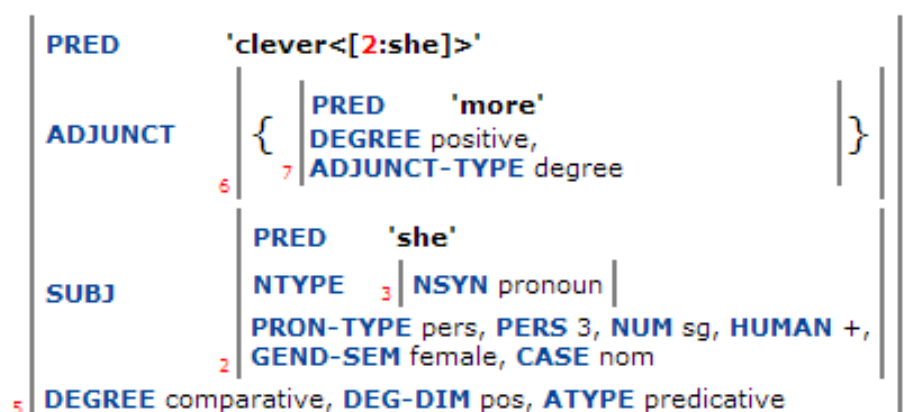 PRED 'clever<[2:she]>'
PRED 'more'
ADJUNCT { DEGREE positive, }
7 ADJUNCT-TYPE degree
6
PRED 'she'
SUBJ NTYPE 3 NSYN pronoun
PRON-TYPE pers, PERS 3, NUM sg, HUMAN +,
2 GEND-SEM female, CASE nom
5 DEGREE comparative, DEG-DIM pos, ATYPE predicative